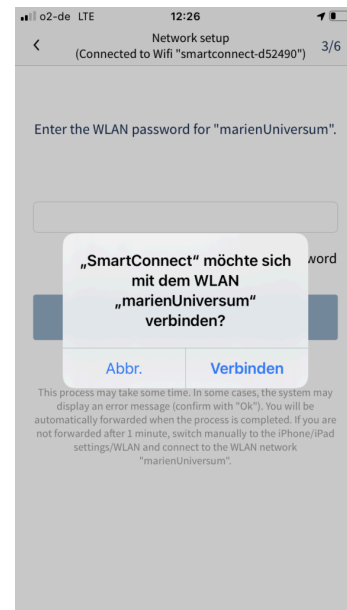 o2-de LTE 12:26
Network setup
(Connected to Wifi "smartconnect-d52490")
3/6
Enter the WLAN password for "marienUniversum".
word
„SmartConnect“ möchte sich
mit dem WLAN
„marienUniversum“
verbinden?
Abbr. Verbinden
This process may take some time. In some cases, the system may
display an error message (confirm with "Ok"). You will be
automatically forwarded when the process is completed. If you are
not forwarded after 1 minute, switch manually to the iPhone/iPad
settings/WLAN and connect to the WLAN network
"marienUniversum".